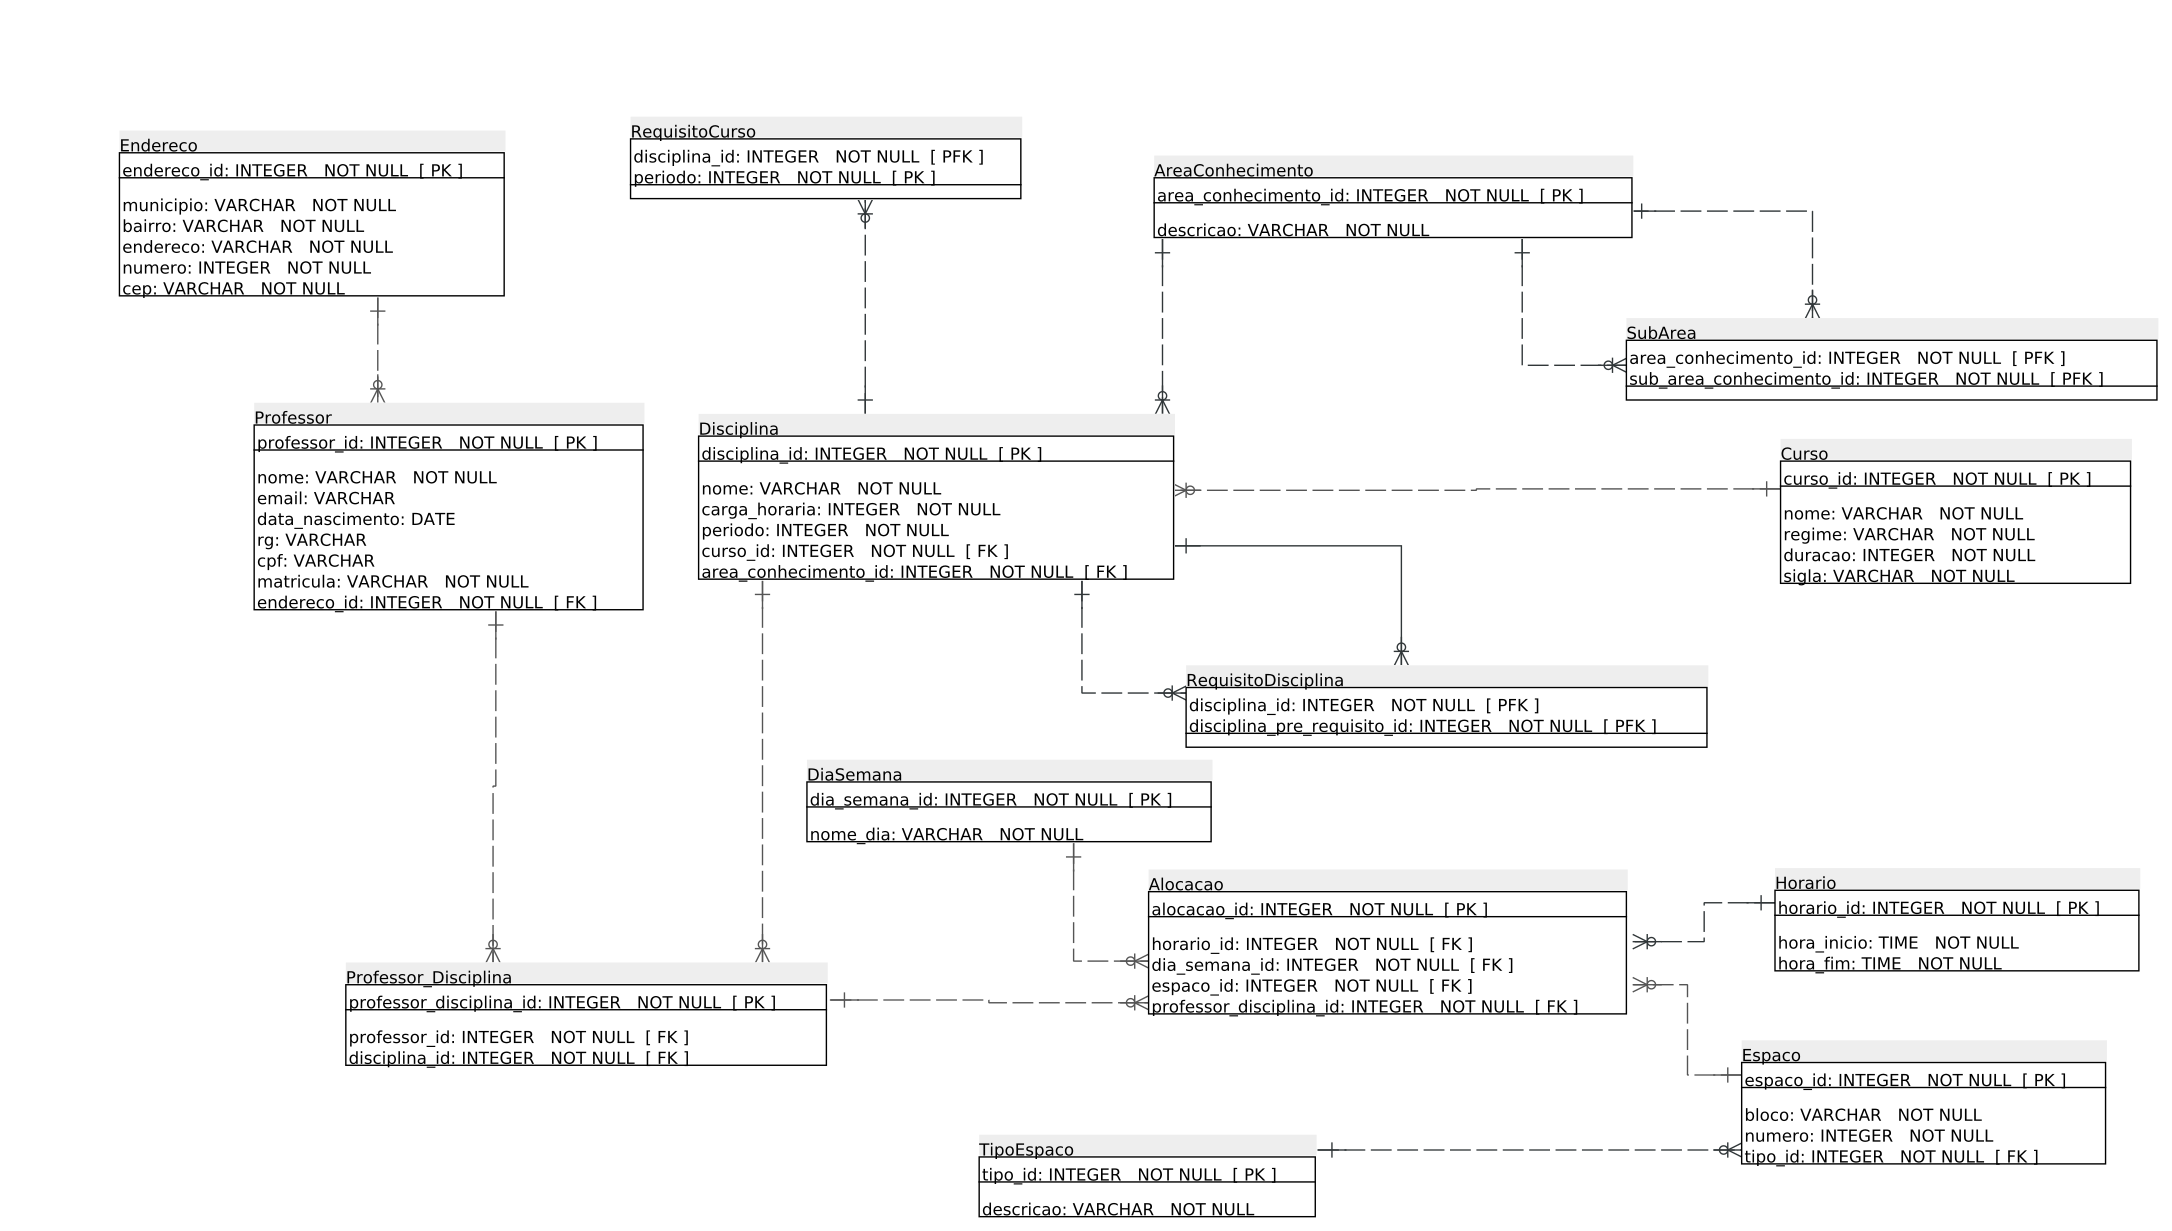 Endereco
endereco_id: INTEGER NOT NULL [ PK ]
municipio: VARCHAR NOT NULL
bairro: VARCHAR NOT NULL
endereco: VARCHAR NOT NULL
numero: INTEGER NOT NULL
cep: VARCHAR NOT NULL
RequisitoCurso
disciplina_id: INTEGER NOT NULL [ PFK ]
periodo: INTEGER NOT NULL [ PK ]
AreaConhecimento
area_conhecimento_id: INTEGER NOT NULL [ PK ]
descricao: VARCHAR NOT NULL
SubArea
area_conhecimento_id: INTEGER NOT NULL [ PFK ]
sub_area_conhecimento_id: INTEGER NOT NULL [ PFK ]
Professor
professor_id: INTEGER NOT NULL [ PK ]
nome: VARCHAR NOT NULL
email: VARCHAR
data_nascimento: DATE
rg: VARCHAR
cpf: VARCHAR
matricula: VARCHAR NOT NULL
endereco_id: INTEGER NOT NULL [ FK ]
Disciplina
disciplina_id: INTEGER NOT NULL [ PK ]
nome: VARCHAR NOT NULL
carga_horaria: INTEGER NOT NULL
periodo: INTEGER NOT NULL
curso_id: INTEGER NOT NULL [ FK ]
area_conhecimento_id: INTEGER NOT NULL [ FK ]
Curso
curso_id: INTEGER NOT NULL [ PK ]
nome: VARCHAR NOT NULL
regime: VARCHAR NOT NULL
duracao: INTEGER NOT NULL
sigla: VARCHAR NOT NULL
RequisitoDisciplina
disciplina_id: INTEGER NOT NULL [ PFK ]
disciplina_pre_requisito_id: INTEGER NOT NULL [ PFK ]
DiaSemana
dia_semana_id: INTEGER NOT NULL [ PK ]
nome_dia: VARCHAR NOT NULL
Alocacao
alocacao_id: INTEGER NOT NULL [ PK ]
horario_id: INTEGER NOT NULL [ FK ]
dia_semana_id: INTEGER NOT NULL [ FK ]
espaco_id: INTEGER NOT NULL [ FK ]
professor_disciplina_id: INTEGER NOT NULL [ FK ]
Horario
horario_id: INTEGER NOT NULL [ PK ]
hora_inicio: TIME NOT NULL
hora_fim: TIME NOT NULL
Professor_Disciplina
professor_disciplina_id: INTEGER NOT NULL [ PK ]
professor_id: INTEGER NOT NULL [ FK ]
disciplina_id: INTEGER NOT NULL [ FK ]
Espaco
espaco_id: INTEGER NOT NULL [ PK ]
bloco: VARCHAR NOT NULL
numero: INTEGER NOT NULL
tipo_id: INTEGER NOT NULL [ FK ]
TipoEspaco
tipo_id: INTEGER NOT NULL [ PK ]
descricao: VARCHAR NOT NULL